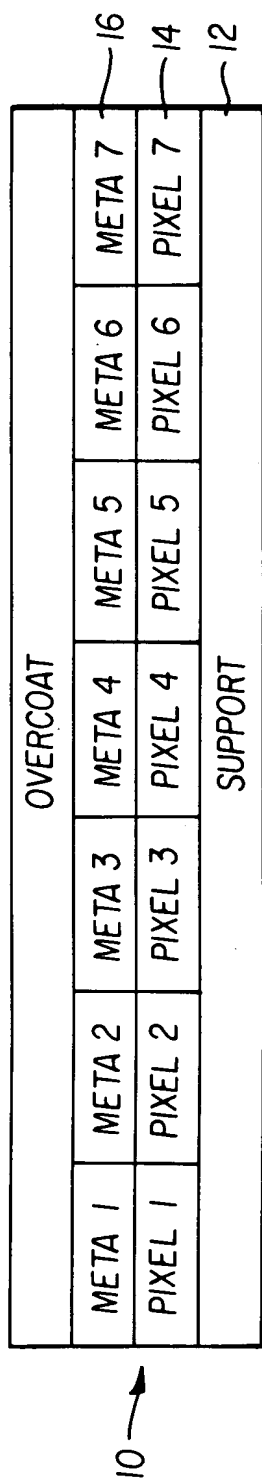 OVERCOAT
META 1 META 2 META 3 META 4 META 5 META 6 META 7 16
PIXEL 1 PIXEL 2 PIXEL 3 PIXEL 4 PIXEL 5 PIXEL 6 PIXEL 7 14
SUPPORT 12
10